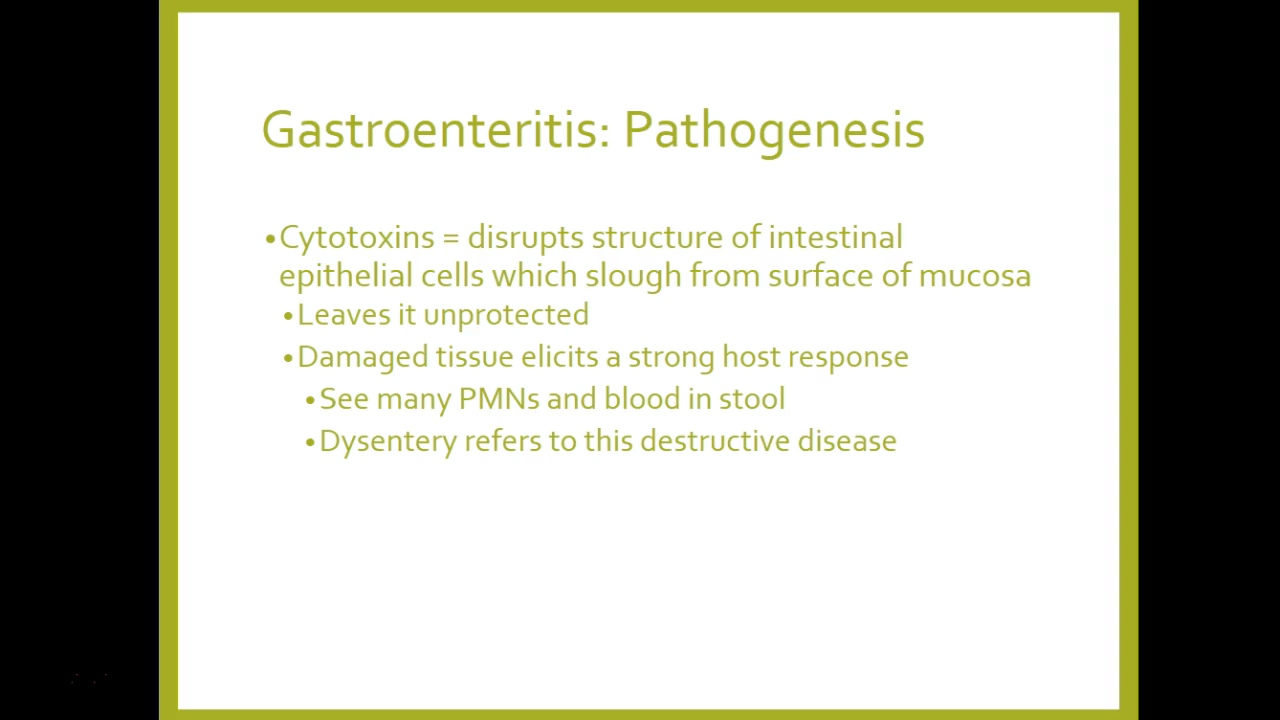 Gastroenteritis: Pathogenesis
•Cytotoxins = disrupts structure of intestinal
epithelial cells which slough from surface of mucosa
•Leaves it unprotected
•Damaged tissue elicits a strong host response
•See many PMNs and blood in stool
•Dysentery refers to this destructive disease